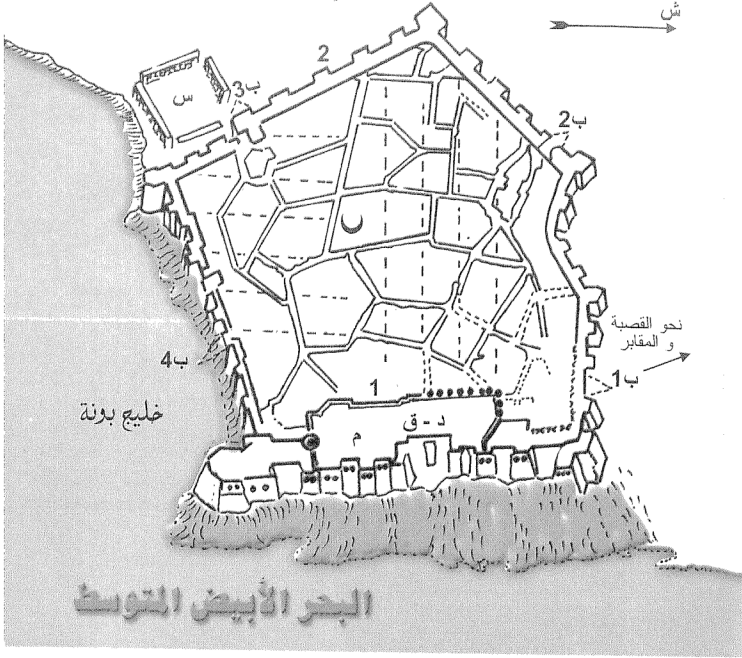 ش
2
س
ب3
ب2
نحو القصبة
و المقابر
ب1
ب4
1
خليج بونة
د - ق
م
البحر الأبيض المتوسط